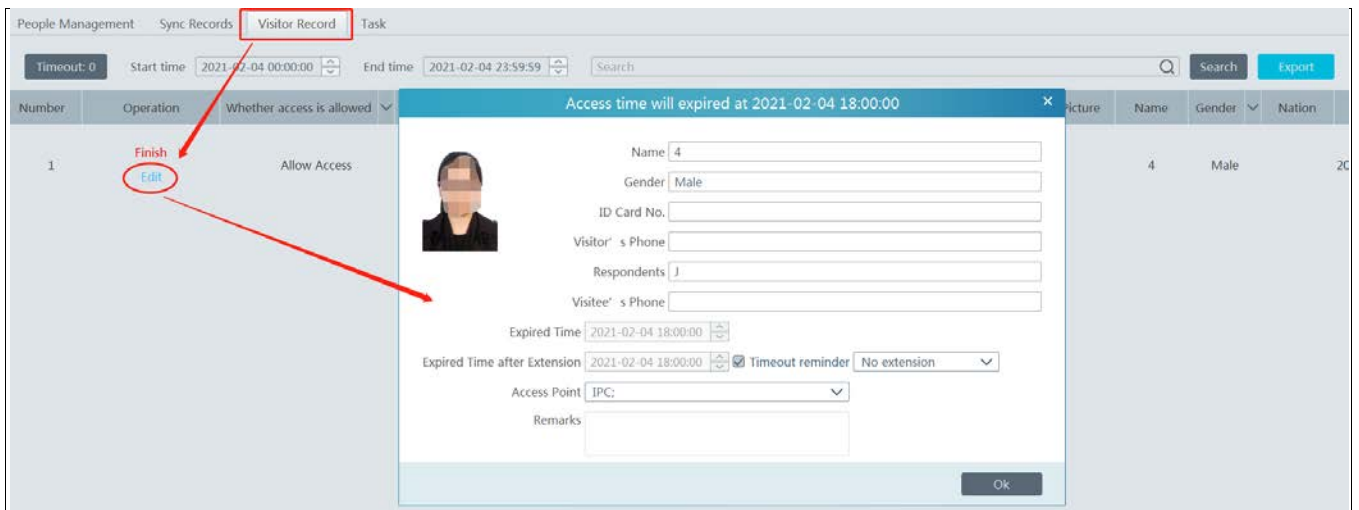 People Management Sync Records Visitor Record Task
Timeout: 0 Start time 2021-02-04 00:00:00 End time 2021-02-04 23:59:59 Search Search Export
Number Operation Whether access is allowed Picture Name Gender Nation
Access time will expired at 2021-02-04 18:00:00 ×
1 Finish Allow Access 4 Male 20
Edit
Name 4
Gender Male
ID Card No.
Visitor' s Phone
Respondents J
Visitee' s Phone
Expired Time 2021-02-04 18:00:00
Expired Time after Extension 2021-02-04 18:00:00 Timeout reminder No extension
Access Point IPC;
Remarks
Ok